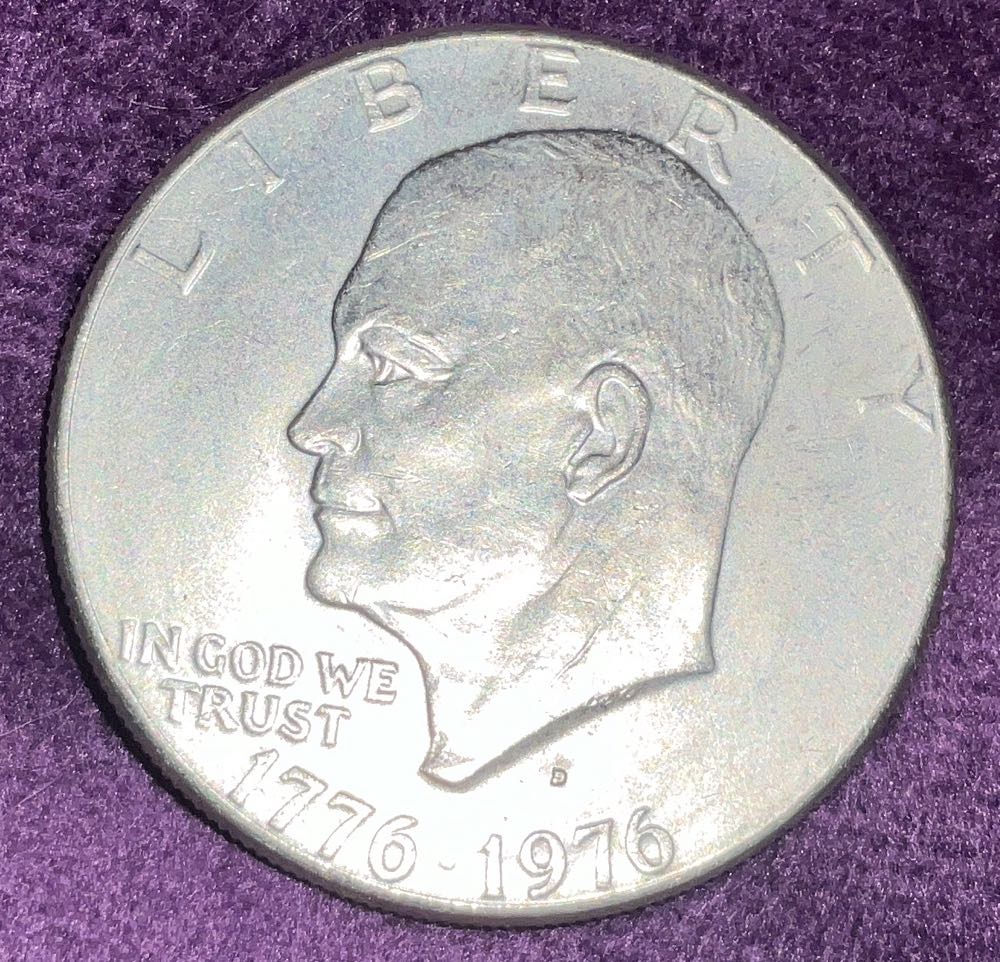 LIBERTY
IN GOD WE
TRUST
D
1776 - 1976